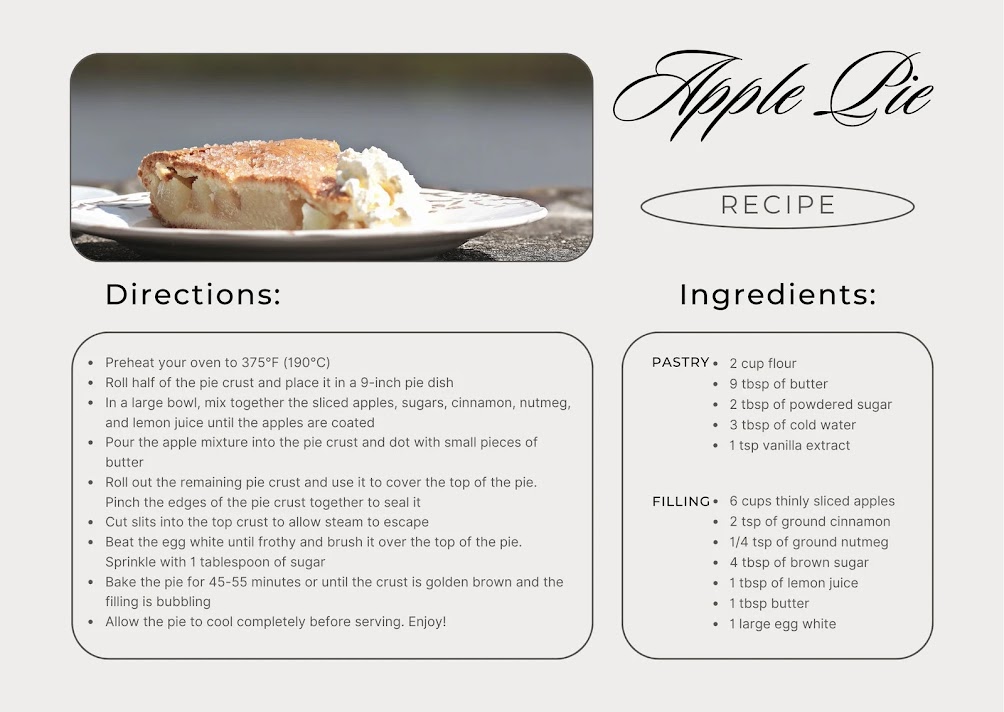 Apple Pie
RECIPE
Directions:
• Preheat your oven to 375°F (190°C)
• Roll half of the pie crust and place it in a 9-inch pie dish
• In a large bowl, mix together the sliced apples, sugars, cinnamon, nutmeg,
and lemon juice until the apples are coated
• Pour the apple mixture into the pie crust and dot with small pieces of
butter
• Roll out the remaining pie crust and use it to cover the top of the pie.
Pinch the edges of the pie crust together to seal it
• Cut slits into the top crust to allow steam to escape
• Beat the egg white until frothy and brush it over the top of the pie.
Sprinkle with 1 tablespoon of sugar
• Bake the pie for 45-55 minutes or until the crust is golden brown and the
filling is bubbling
• Allow the pie to cool completely before serving. Enjoy!
Ingredients:
PASTRY • 2 cup flour
• 9 tbsp of butter
• 2 tbsp of powdered sugar
• 3 tbsp of cold water
• 1 tsp vanilla extract
FILLING • 6 cups thinly sliced apples
• 2 tsp of ground cinnamon
• 1/4 tsp of ground nutmeg
• 4 tbsp of brown sugar
• 1 tbsp of lemon juice
• 1 tbsp butter
• 1 large egg white